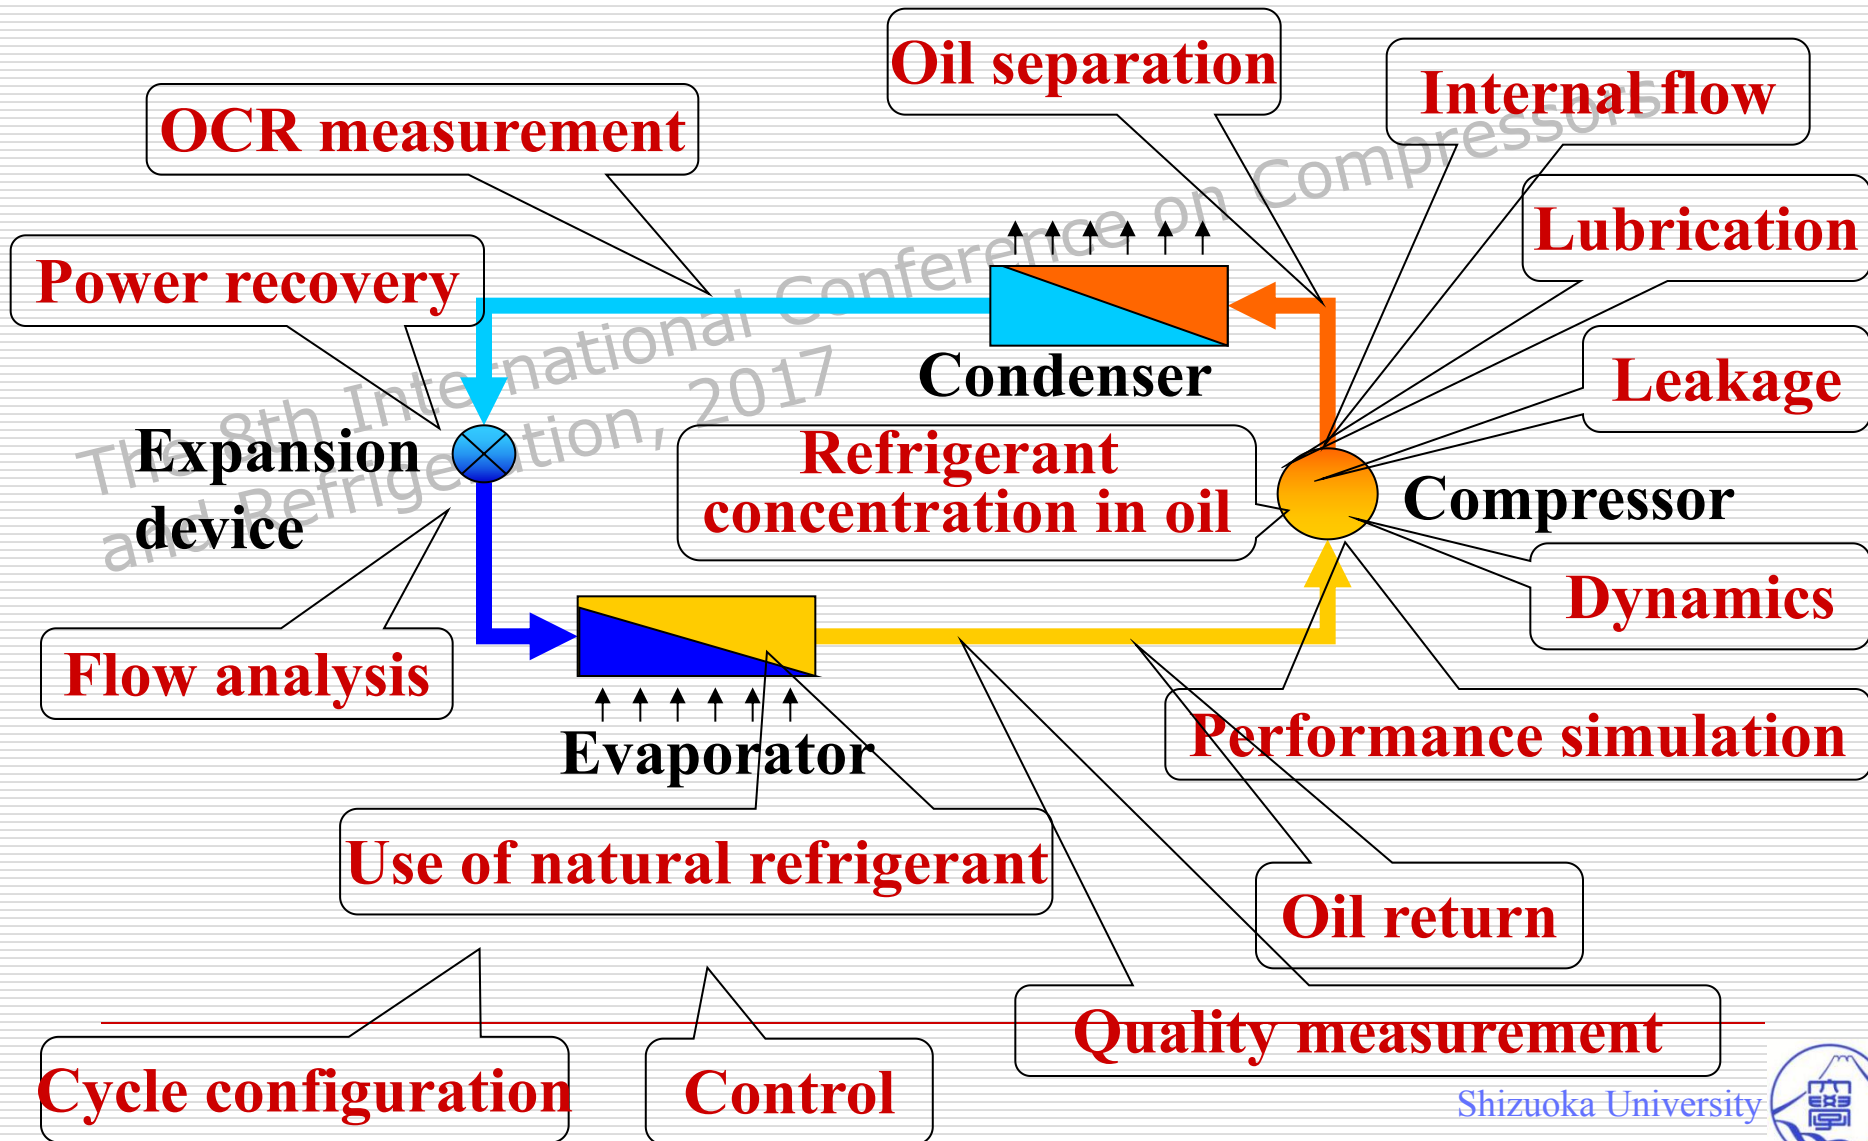 Oil separation
Internal flow
OCR measurement
Lubrication
Power recovery
Condenser
Leakage
Expansion
device
Refrigerant
concentration in oil
Compressor
Dynamics
Flow analysis
Performance simulation
Evaporator
Use of natural refrigerant
Oil return
Quality measurement
Cycle configuration
Control
The 8th International Conference on Compressors
and Refrigeration, 2017
Shizuoka University